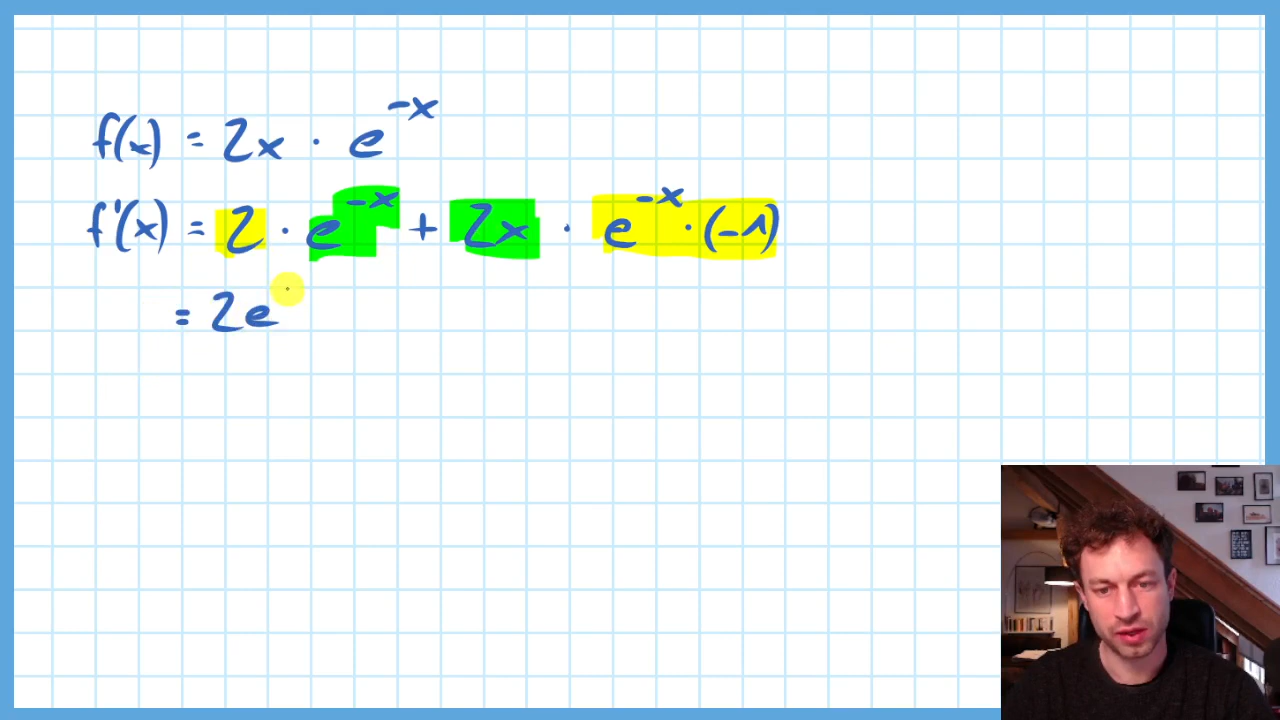 f(x) = 2x · e^{-x}
f'(x) = 2 · e^{-x} + 2x · e^{-x} · (-1)
= 2e